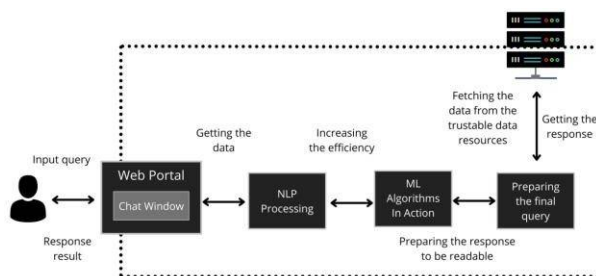 Fetching the
data from the
trustable data
resources
Getting the
response
Getting the
data
Increasing
the efficiency
Input query
Web Portal
Chat Window
NLP
Processing
ML
Algorithms
In Action
Preparing
the final
query
Response
result
Preparing the response
to be readable